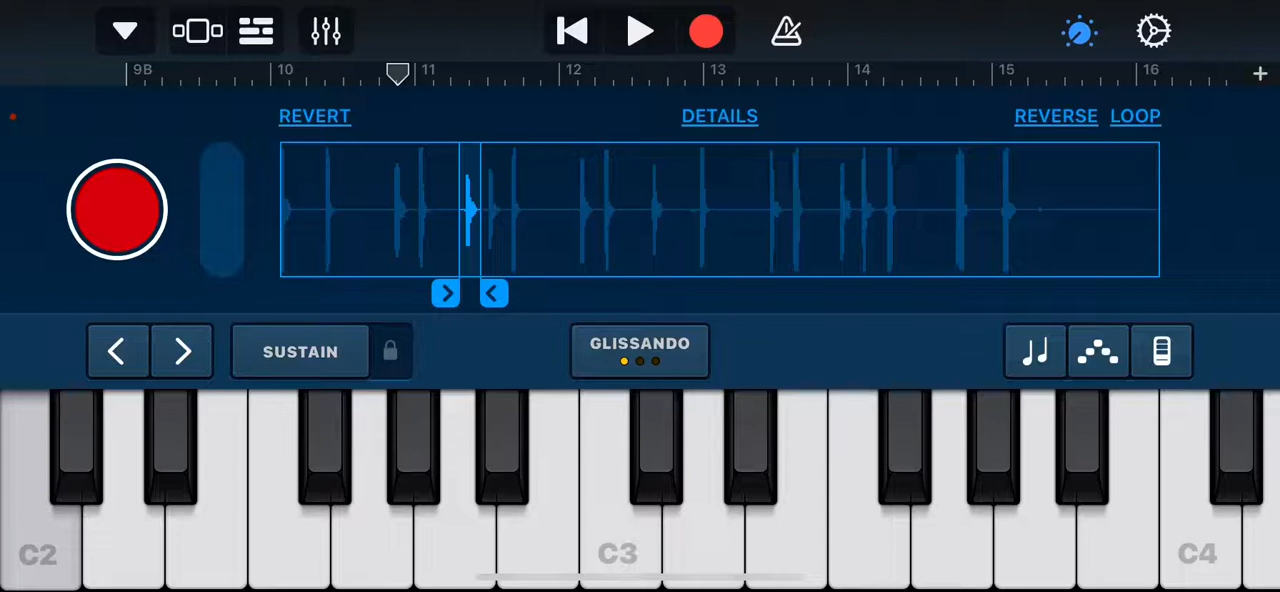 9B 10 11 12 13 14 15 16 +
REVERT DETAILS REVERSE LOOP
SUSTAIN GLISSANDO
C2 C3 C4